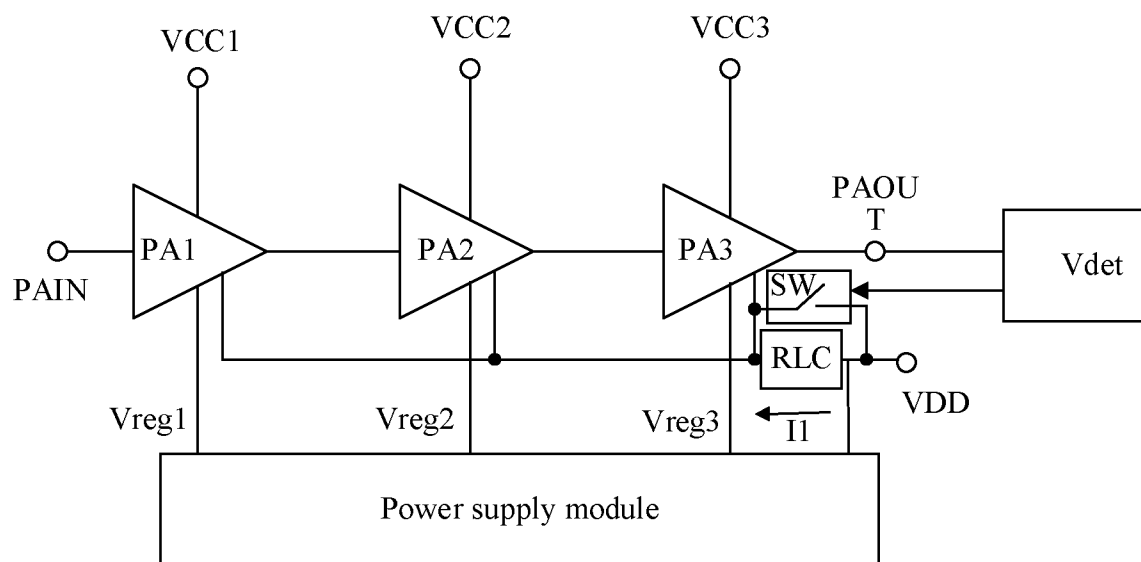 VCC1
VCC2
VCC3
PAOU
T
PA1
PA2
PA3
PAIN
SW
Vdet
RLC
VDD
Vreg1
Vreg2
Vreg3
I1
Power supply module